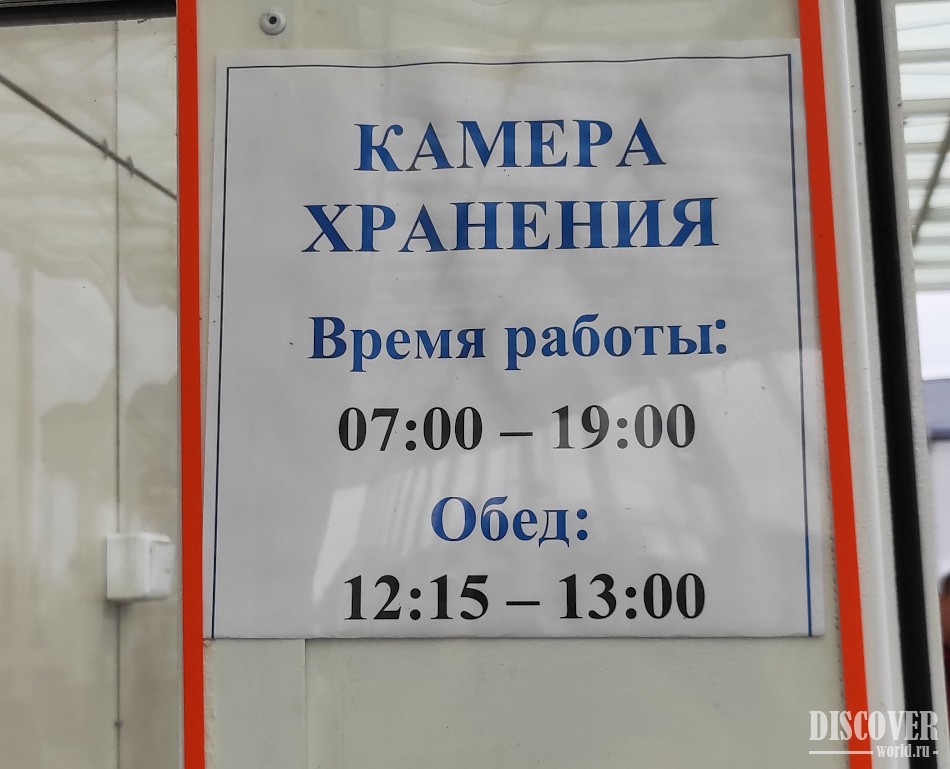 КАМЕРА
ХРАНЕНИЯ
Время работы:
07:00 – 19:00
Обед:
12:15 – 13:00
DISCOVER
world.ru